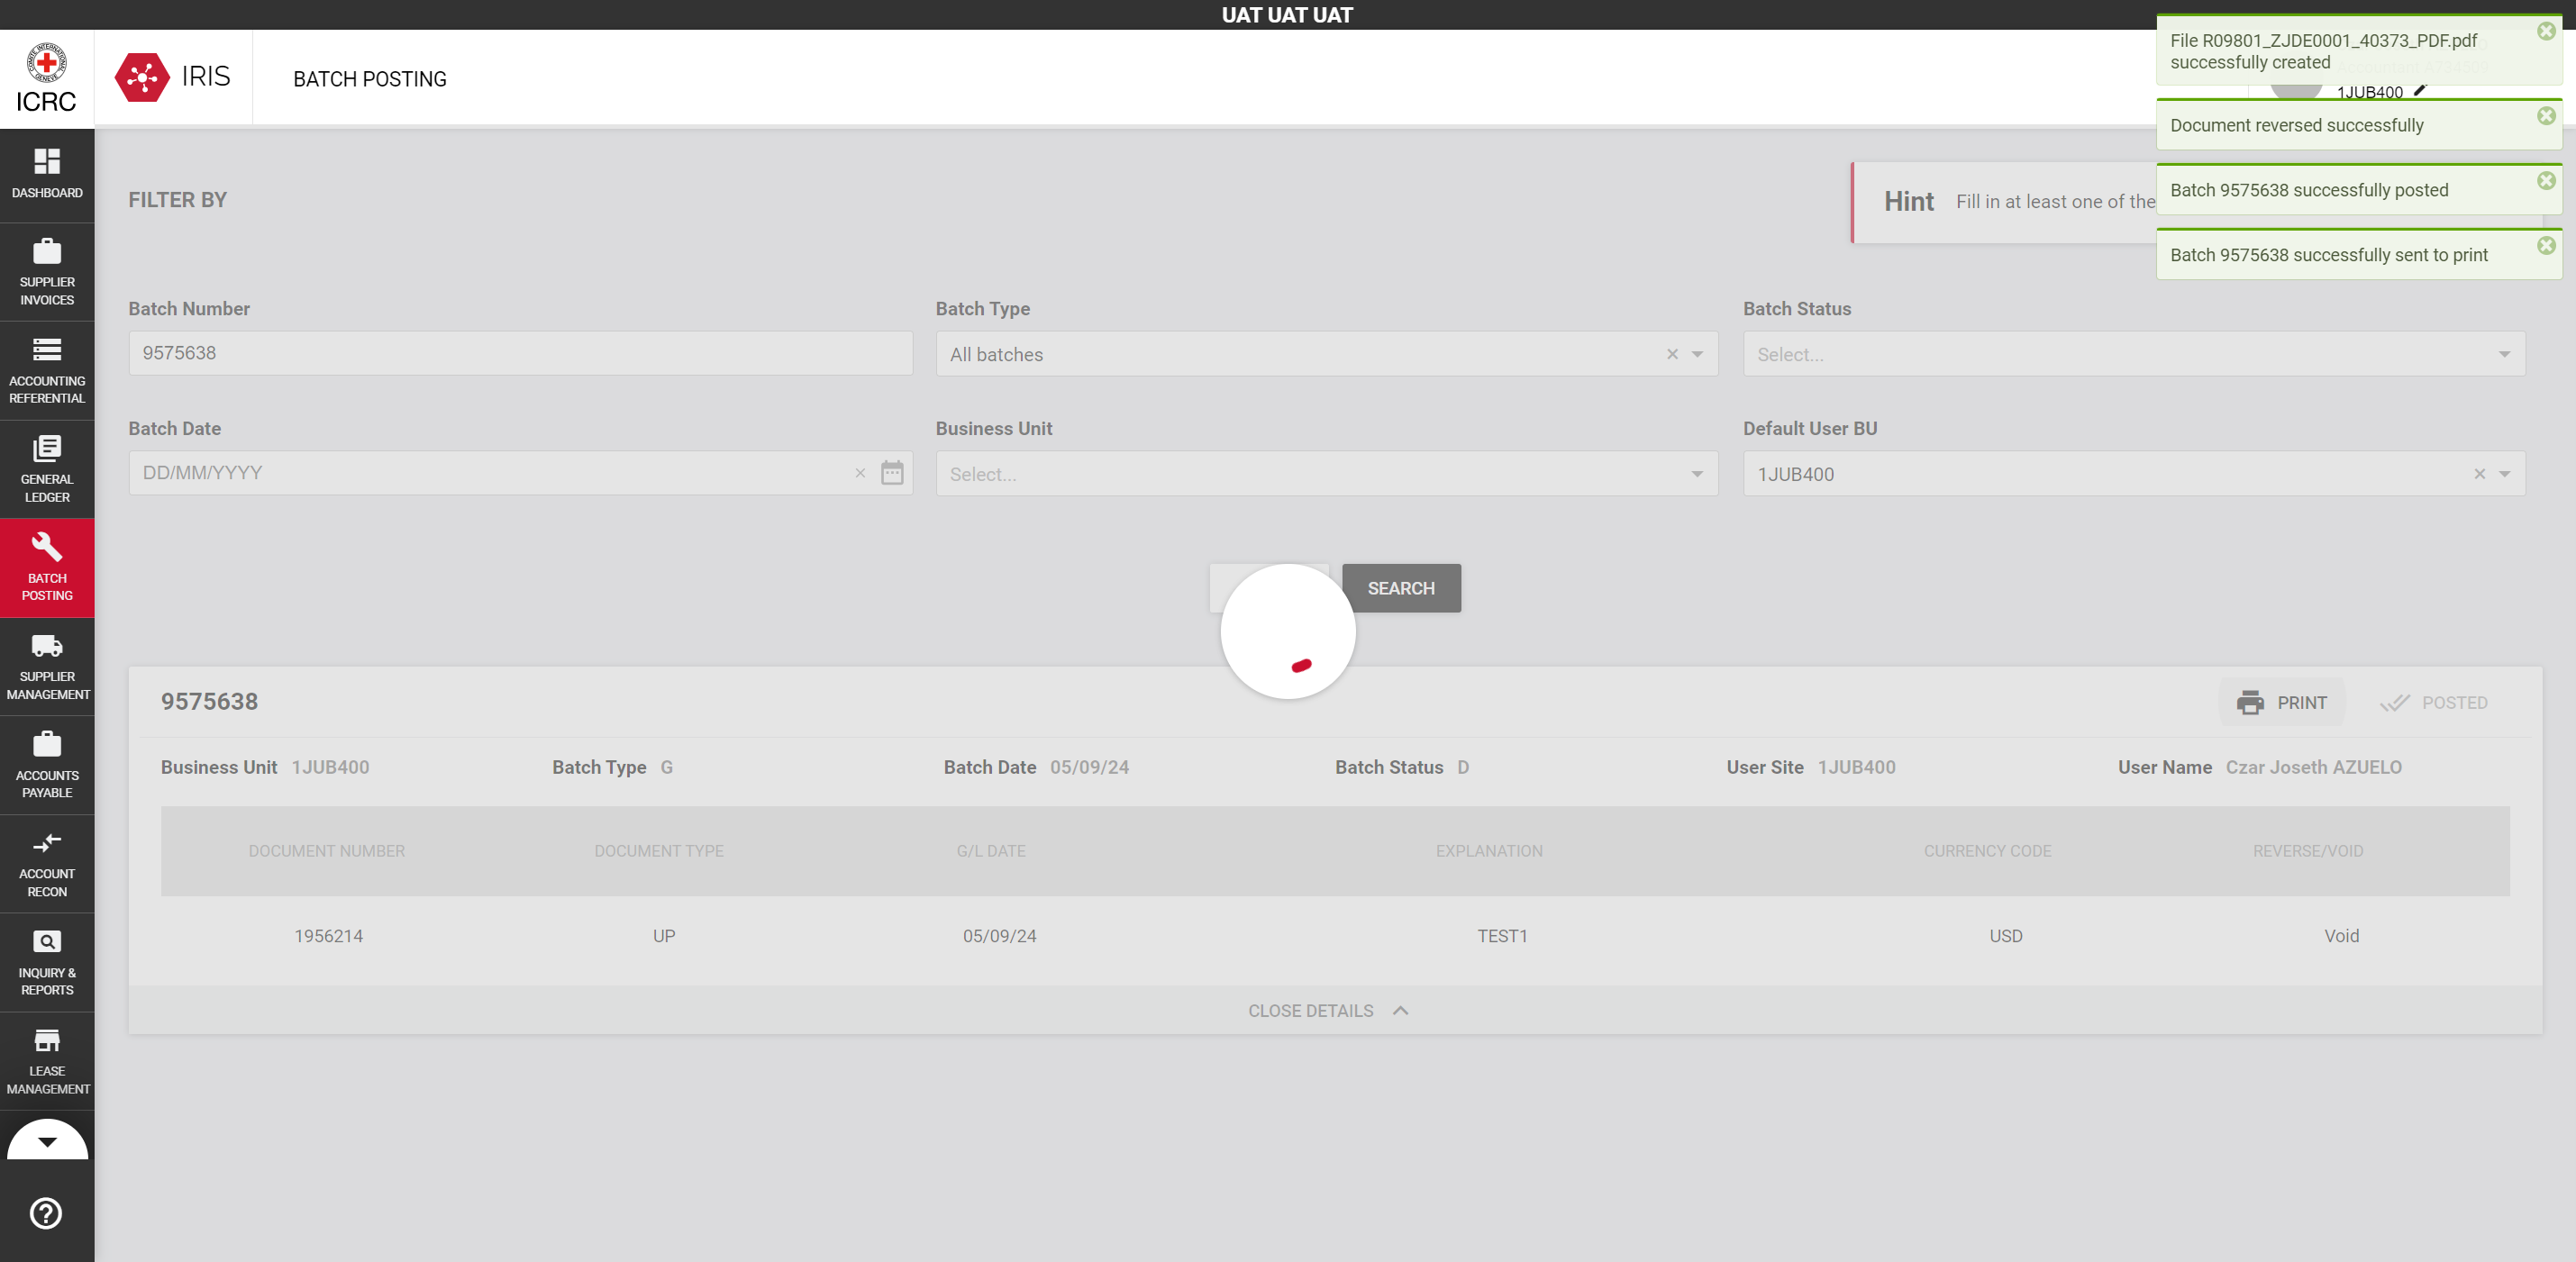 UAT UAT UAT
COMITE INTERNATIONAL GENEVE
ICRC
IRIS
BATCH POSTING
1JUB400
File R09801_ZJDE0001_40373_PDF.pdf
successfully created
Document reversed successfully
Batch 9575638 successfully posted
Batch 9575638 successfully sent to print
DASHBOARD
SUPPLIER
INVOICES
ACCOUNTING
REFERENTIAL
GENERAL
LEDGER
BATCH
POSTING
SUPPLIER
MANAGEMENT
ACCOUNTS
PAYABLE
ACCOUNT
RECON
INQUIRY &
REPORTS
LEASE
MANAGEMENT
FILTER BY
Hint Fill in at least one of the
Batch Number
9575638
Batch Type
All batches
Batch Status
Select...
Batch Date
DD/MM/YYYY
Business Unit
Select...
Default User BU
1JUB400
SEARCH
9575638
PRINT
POSTED
Business Unit 1JUB400 Batch Type G Batch Date 05/09/24 Batch Status D User Site 1JUB400 User Name Czar Joseth AZUELO
DOCUMENT NUMBER DOCUMENT TYPE G/L DATE EXPLANATION CURRENCY CODE REVERSE/VOID
1956214 UP 05/09/24 TEST1 USD Void
CLOSE DETAILS